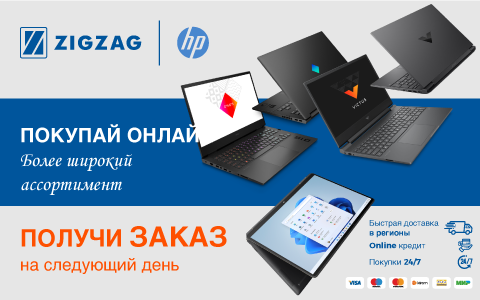 ZIGZAG
hp
ПОКУПАЙ ОНЛАЙ
Более широкий
ассортимент
VICTUS
ПОЛУЧИ ЗАКАЗ
на следующий день
Быстрая доставка
в регионы
Online кредит
Покупки 24/7
24/7
VISA
МИР